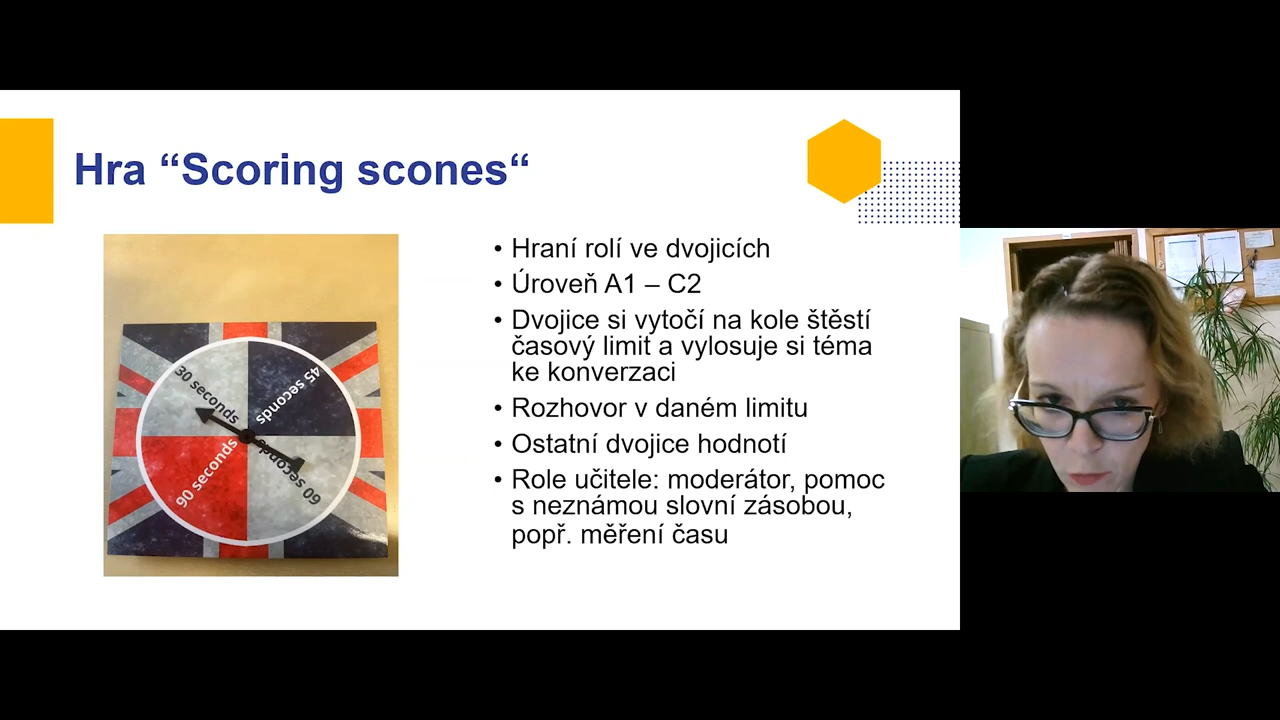 Hra “Scoring scones“
• Hraní rolí ve dvojicích
• Úroveň A1 – C2
• Dvojice si vytočí na kole štěstí
časový limit a vylosuje si téma
ke konverzaci
• Rozhovor v daném limitu
• Ostatní dvojice hodnotí
• Role učitele: moderátor, pomoc
s neznámou slovní zásobou,
popř. měření času
30 seconds
45 seconds
90 seconds
60 seconds